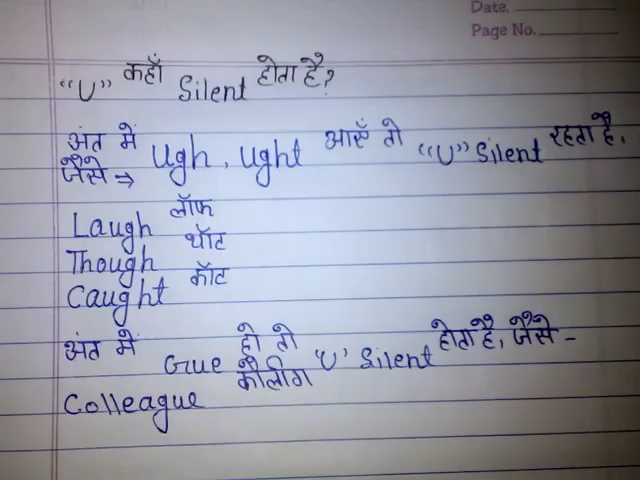 Date.
Page No.
"U" कहाँ Silent होता है?
अंत में ugh, ught आएँ तो "U" Silent रहता है,
जैसे ⇒
Laugh लॉफ
Though थॉट
Caught कॉट
अंत में Gue हो तो 'U' Silent होता है, जैसे -
Colleague कौलीग